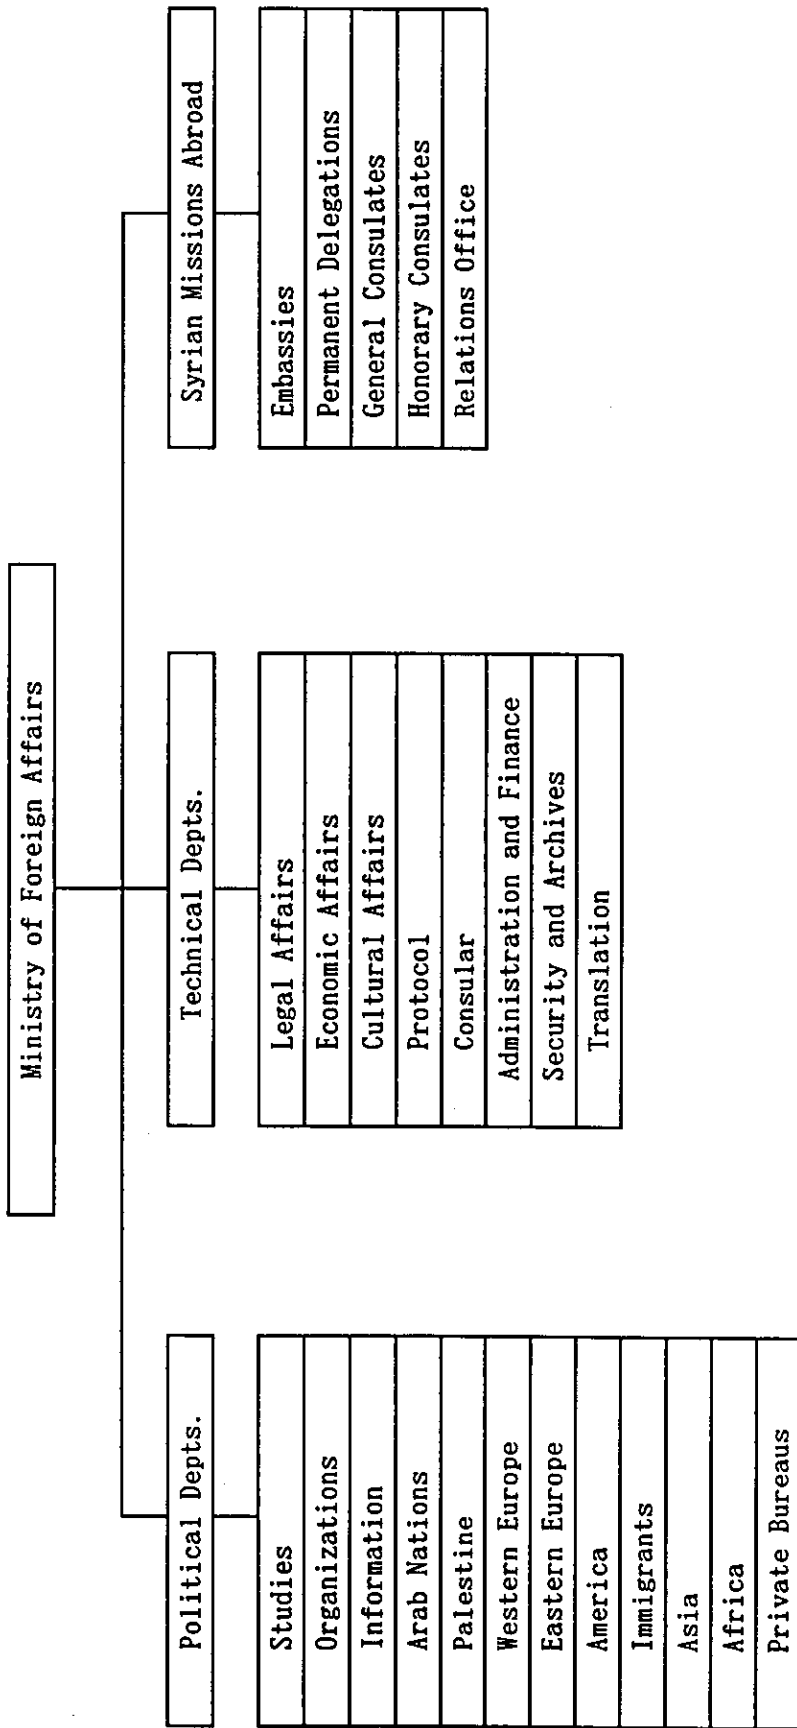 Ministry of Foreign Affairs
Political Depts.
Studies
Organizations
Information
Arab Nations
Palestine
Western Europe
Eastern Europe
America
Immigrants
Asia
Africa
Private Bureaus
Technical Depts.
Legal Affairs
Economic Affairs
Cultural Affairs
Protocol
Consular
Administration and Finance
Security and Archives
Translation
Syrian Missions Abroad
Embassies
Permanent Delegations
General Consulates
Honorary Consulates
Relations Office